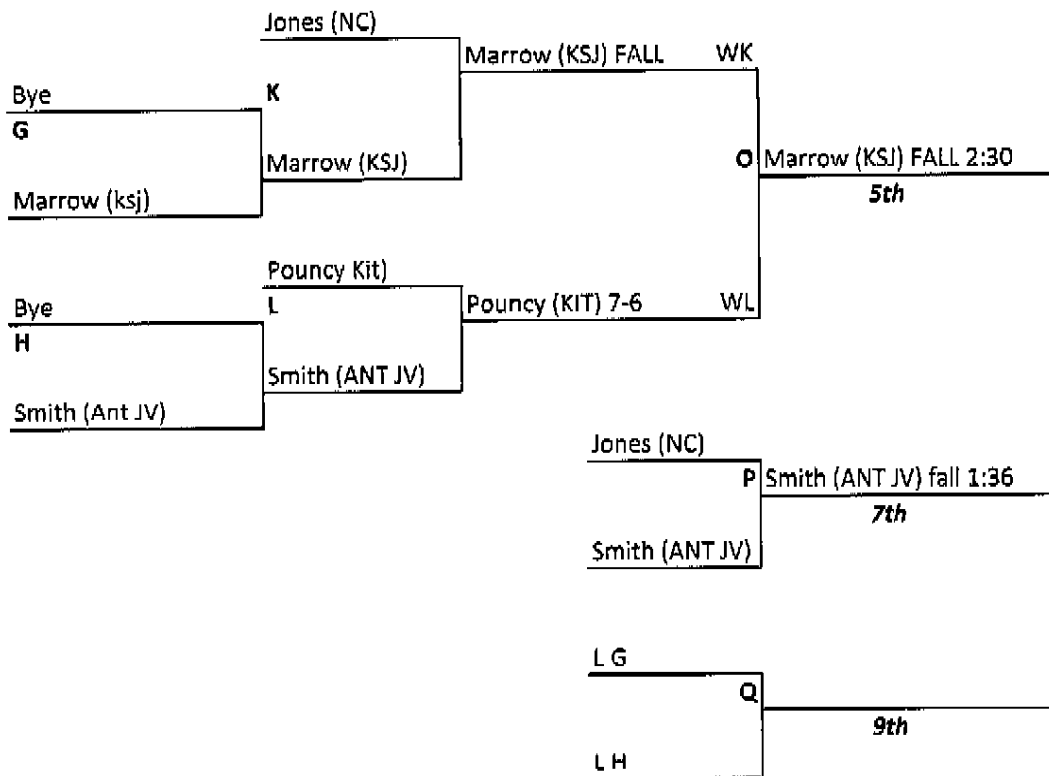 Jones (NC)
Marrow (KSJ) FALL WK
Bye K
G
Marrow (KSJ)
O Marrow (KSJ) FALL 2:30
5th
Marrow (ksj)
Pouncy Kit)
Bye L Pouncy (KIT) 7-6 WL
H
Smith (ANT JV)
Smith (Ant JV)
Jones (NC)
P Smith (ANT JV) fall 1:36
7th
Smith (ANT JV)
L G
Q
9th
L H